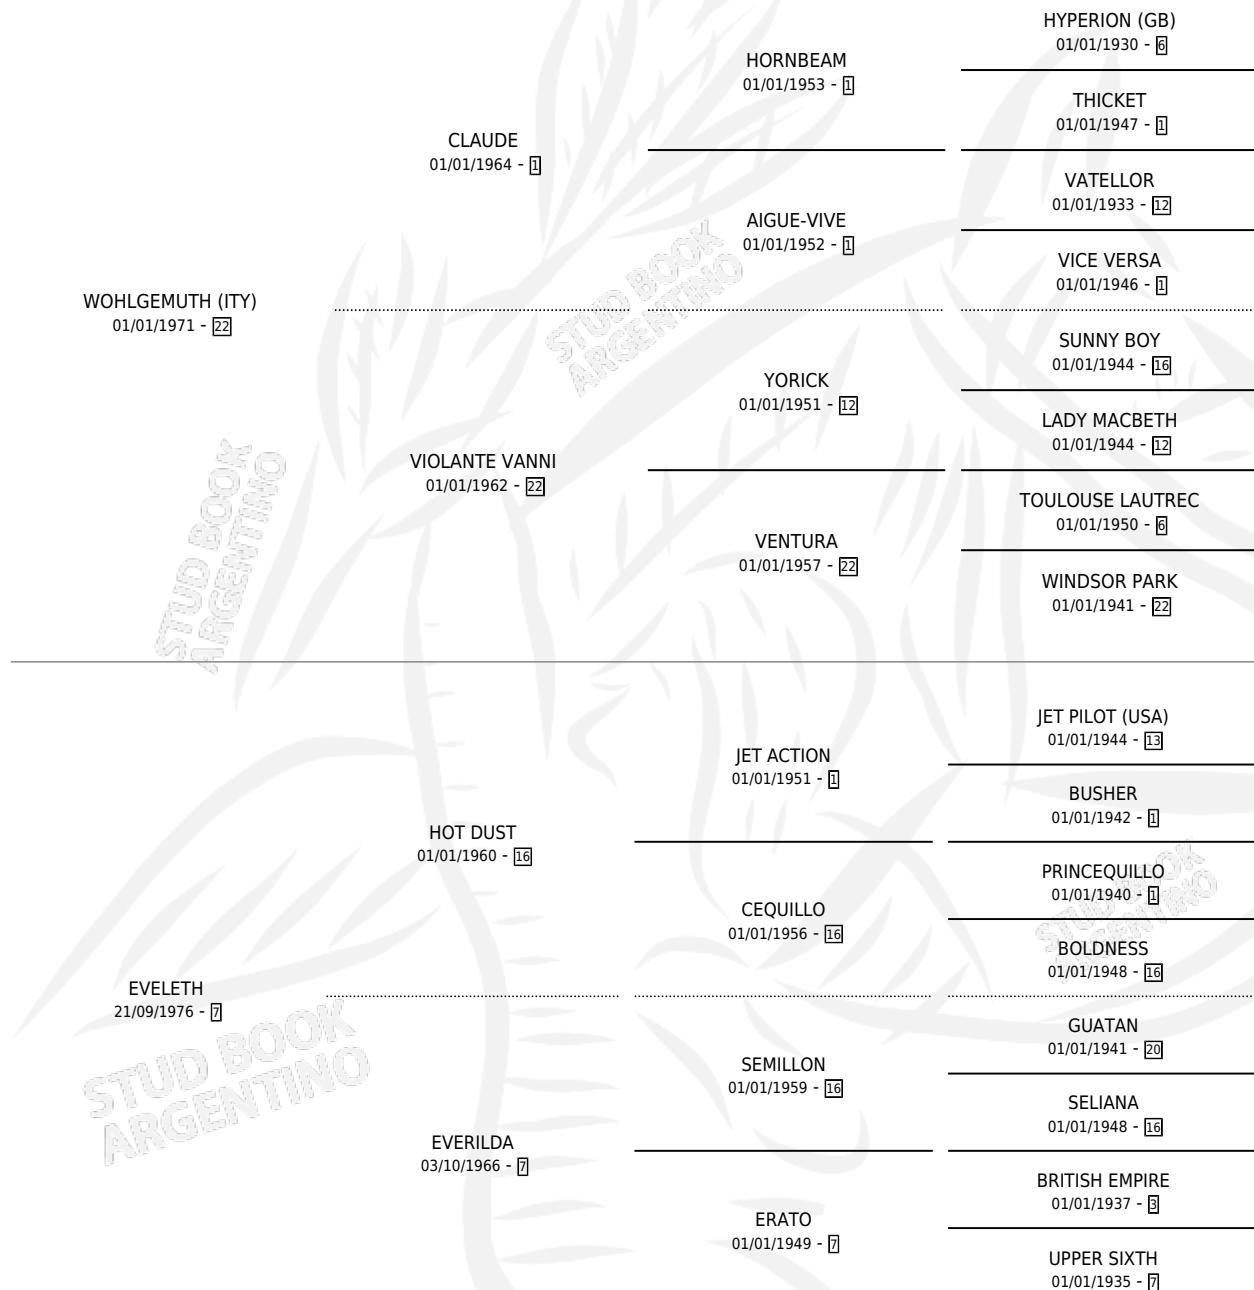 HYPERION (GB)
01/01/1930 - 6
HORNBEAM
01/01/1953 - 1
THICKET
01/01/1947 - 1
CLAUDE
01/01/1964 - 1
VATELLOR
01/01/1933 - 12
AIGUE-VIVE
01/01/1952 - 1
VICE VERSA
01/01/1946 - 1
WOHLGEMUTH (ITY)
01/01/1971 - 22
SUNNY BOY
01/01/1944 - 16
YORICK
01/01/1951 - 12
LADY MACBETH
01/01/1944 - 12
VIOLANTE VANNI
01/01/1962 - 22
TOULOUSE LAUTREC
01/01/1950 - 6
VENTURA
01/01/1957 - 22
WINDSOR PARK
01/01/1941 - 22
JET PILOT (USA)
01/01/1944 - 13
JET ACTION
01/01/1951 - 1
BUSHER
01/01/1942 - 1
HOT DUST
01/01/1960 - 16
PRINCEQUILLO
01/01/1940 - 1
CEQUILLO
01/01/1956 - 16
BOLDNESS
01/01/1948 - 16
EVELETH
21/09/1976 - 7
GUATAN
01/01/1941 - 20
SEMILLON
01/01/1959 - 16
SELIANA
01/01/1948 - 16
EVERILDA
03/10/1966 - 7
BRITISH EMPIRE
01/01/1937 - 3
ERATO
01/01/1949 - 7
UPPER SIXTH
01/01/1935 - 7
STUD BOOK
ARGENTINO
STUD BOOK
ARGENTINO
STUD BOOK
ARGENTINO
STUD BOOK
ARGENTINO